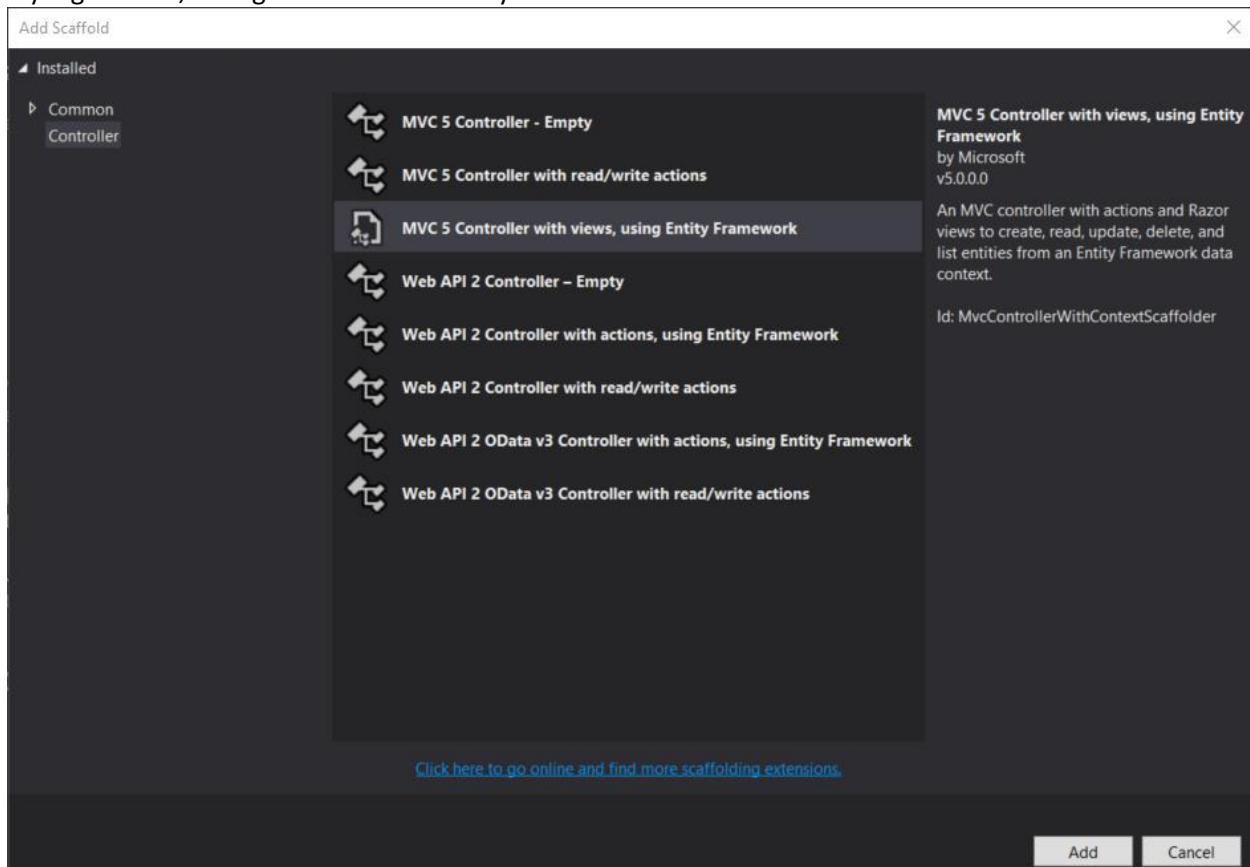 Add Scaffold
Installed
Common
Controller
MVC 5 Controller - Empty
MVC 5 Controller with read/write actions
MVC 5 Controller with views, using Entity Framework
Web API 2 Controller – Empty
Web API 2 Controller with actions, using Entity Framework
Web API 2 Controller with read/write actions
Web API 2 OData v3 Controller with actions, using Entity Framework
Web API 2 OData v3 Controller with read/write actions
Click here to go online and find more scaffolding extensions.
MVC 5 Controller with views, using Entity
Framework
by Microsoft
v5.0.0.0
An MVC controller with actions and Razor
views to create, read, update, delete, and
list entities from an Entity Framework data
context.
Id: MvcControllerWithContextScaffolder
Add
Cancel